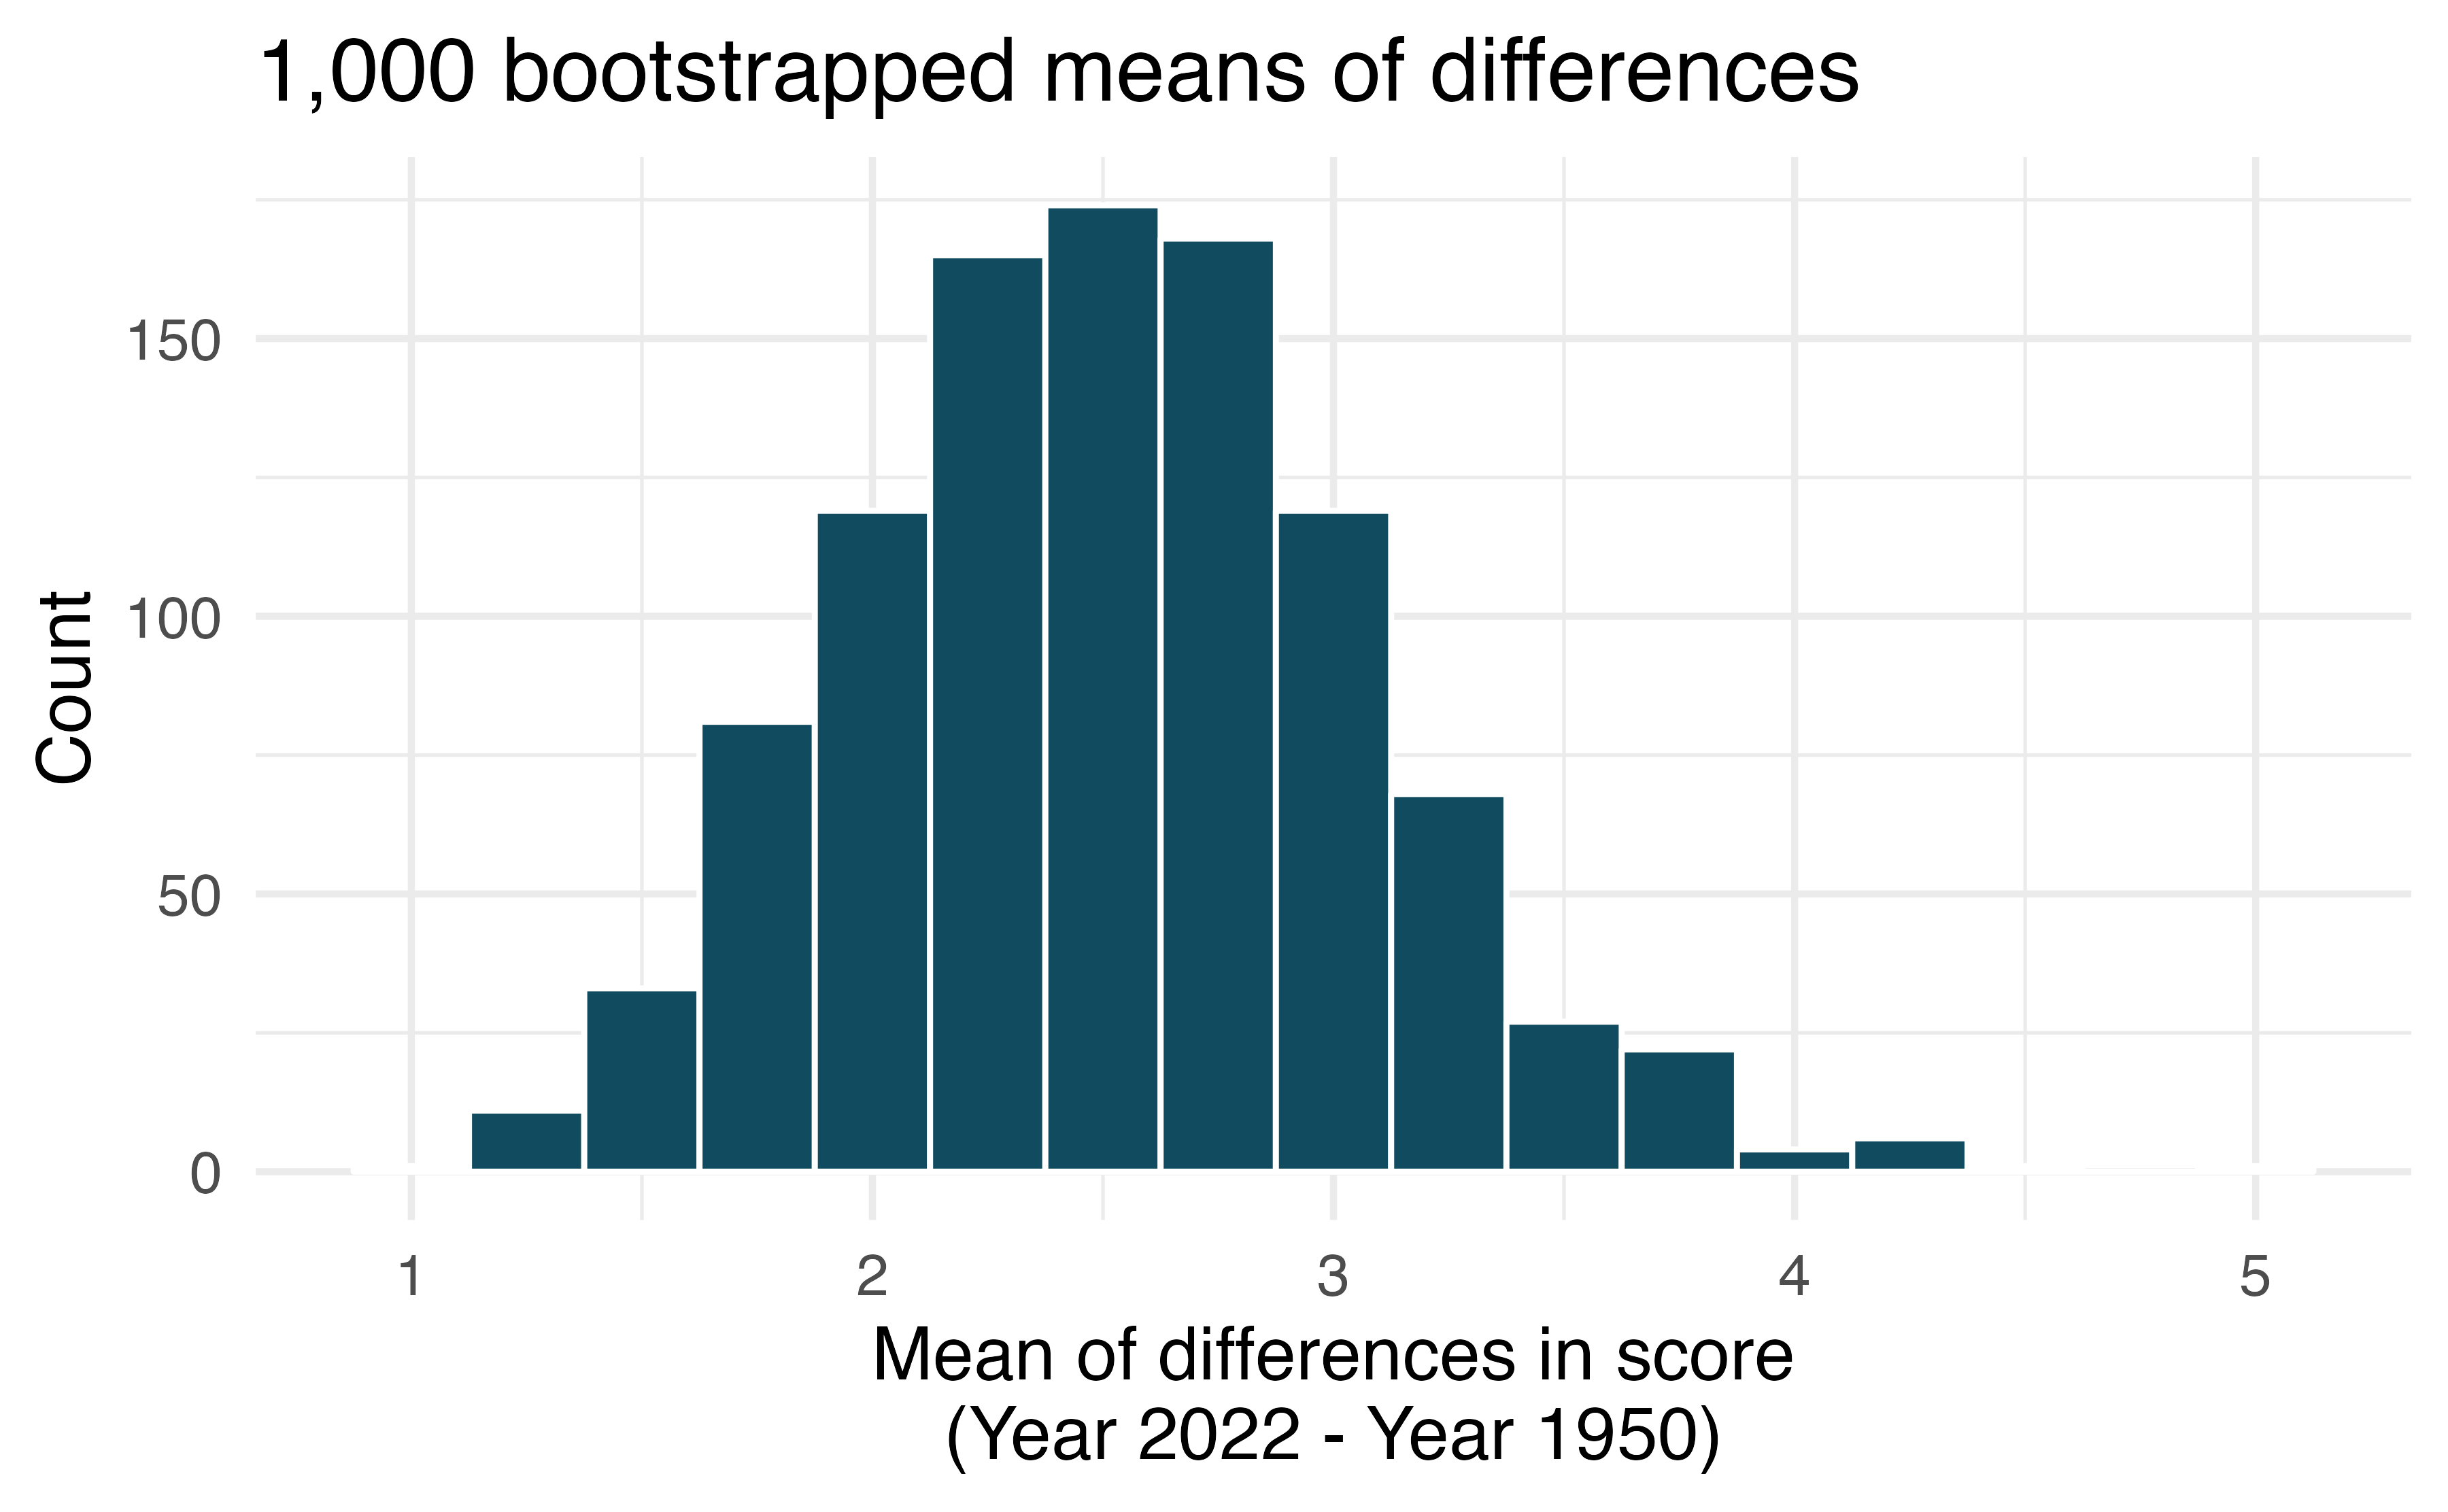 1,000 bootstrapped means of differences
Count
150
100
50
0
1 2 3 4 5
Mean of differences in score
(Year 2022 - Year 1950)